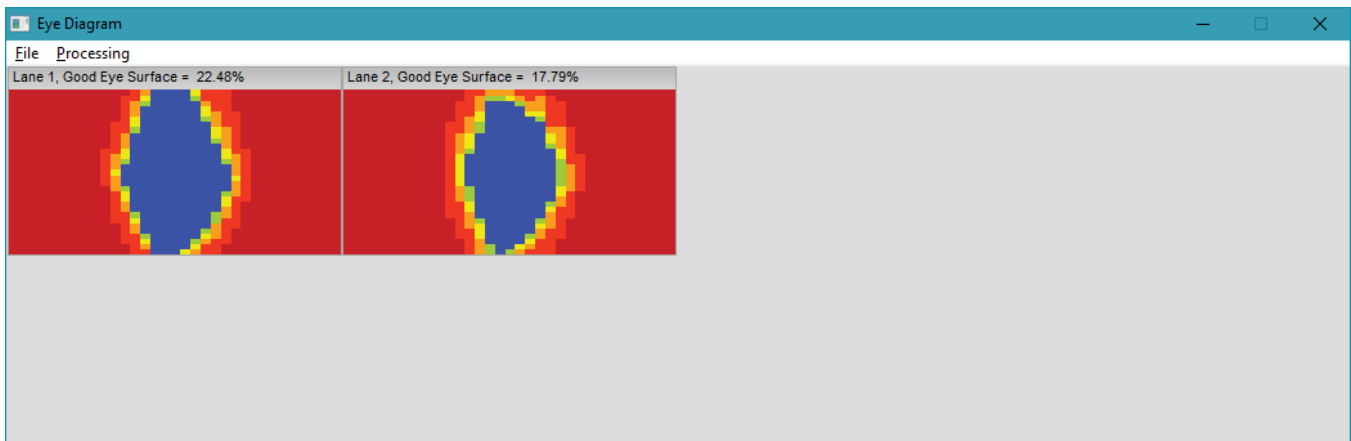 Eye Diagram
File Processing
Lane 1, Good Eye Surface = 22.48%
Lane 2, Good Eye Surface = 17.79%